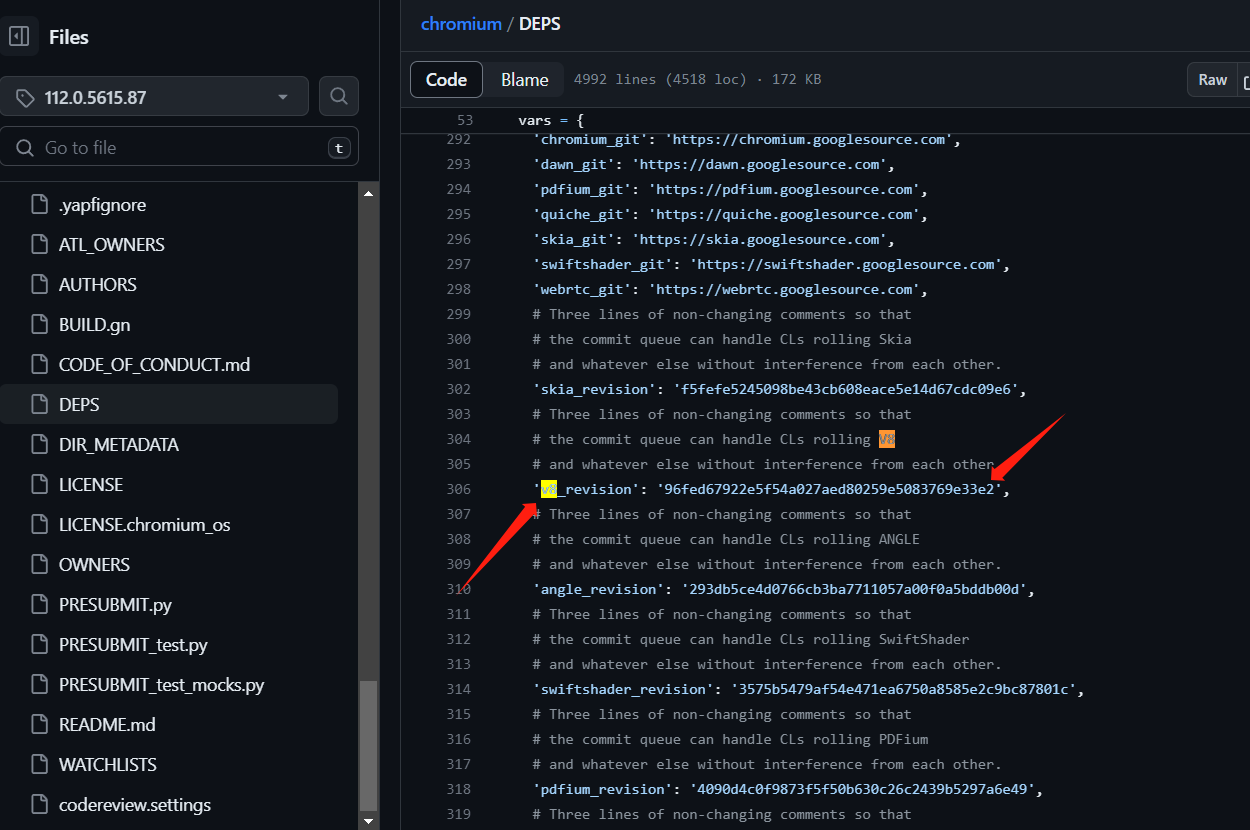 Files
112.0.5615.87
Go to file
t
.yapfignore
ATL_OWNERS
AUTHORS
BUILD.gn
CODE_OF_CONDUCT.md
DEPS
DIR_METADATA
LICENSE
LICENSE.chromium_os
OWNERS
PRESUBMIT.py
PRESUBMIT_test.py
PRESUBMIT_test_mocks.py
README.md
WATCHLISTS
codereview.settings
chromium / DEPS
Code Blame 4992 lines (4518 loc) · 172 KB Raw
53 vars = {
292 'chromium_git': 'https://chromium.googlesource.com',
293 'dawn_git': 'https://dawn.googlesource.com',
294 'pdfium_git': 'https://pdfium.googlesource.com',
295 'quiche_git': 'https://quiche.googlesource.com',
296 'skia_git': 'https://skia.googlesource.com',
297 'swiftshader_git': 'https://swiftshader.googlesource.com',
298 'webrtc_git': 'https://webrtc.googlesource.com',
299 # Three lines of non-changing comments so that
300 # the commit queue can handle CLs rolling Skia
301 # and whatever else without interference from each other.
302 'skia_revision': 'f5fefe5245098be43cb608eace5e14d67cdc09e6',
303 # Three lines of non-changing comments so that
304 # the commit queue can handle CLs rolling V8
305 # and whatever else without interference from each other.
306 'v8_revision': '96fed67922e5f54a027aed80259e5083769e33e2',
307 # Three lines of non-changing comments so that
308 # the commit queue can handle CLs rolling ANGLE
309 # and whatever else without interference from each other.
310 'angle_revision': '293db5ce4d0766cb3ba7711057a00f0a5bddb00d',
311 # Three lines of non-changing comments so that
312 # the commit queue can handle CLs rolling SwiftShader
313 # and whatever else without interference from each other.
314 'swiftshader_revision': '3575b5479af54e471ea6750a8585e2c9bc87801c',
315 # Three lines of non-changing comments so that
316 # the commit queue can handle CLs rolling PDFium
317 # and whatever else without interference from each other.
318 'pdfium_revision': '4090d4c0f9873f5f50b630c26c2439b5297a6e49',
319 # Three lines of non-changing comments so that